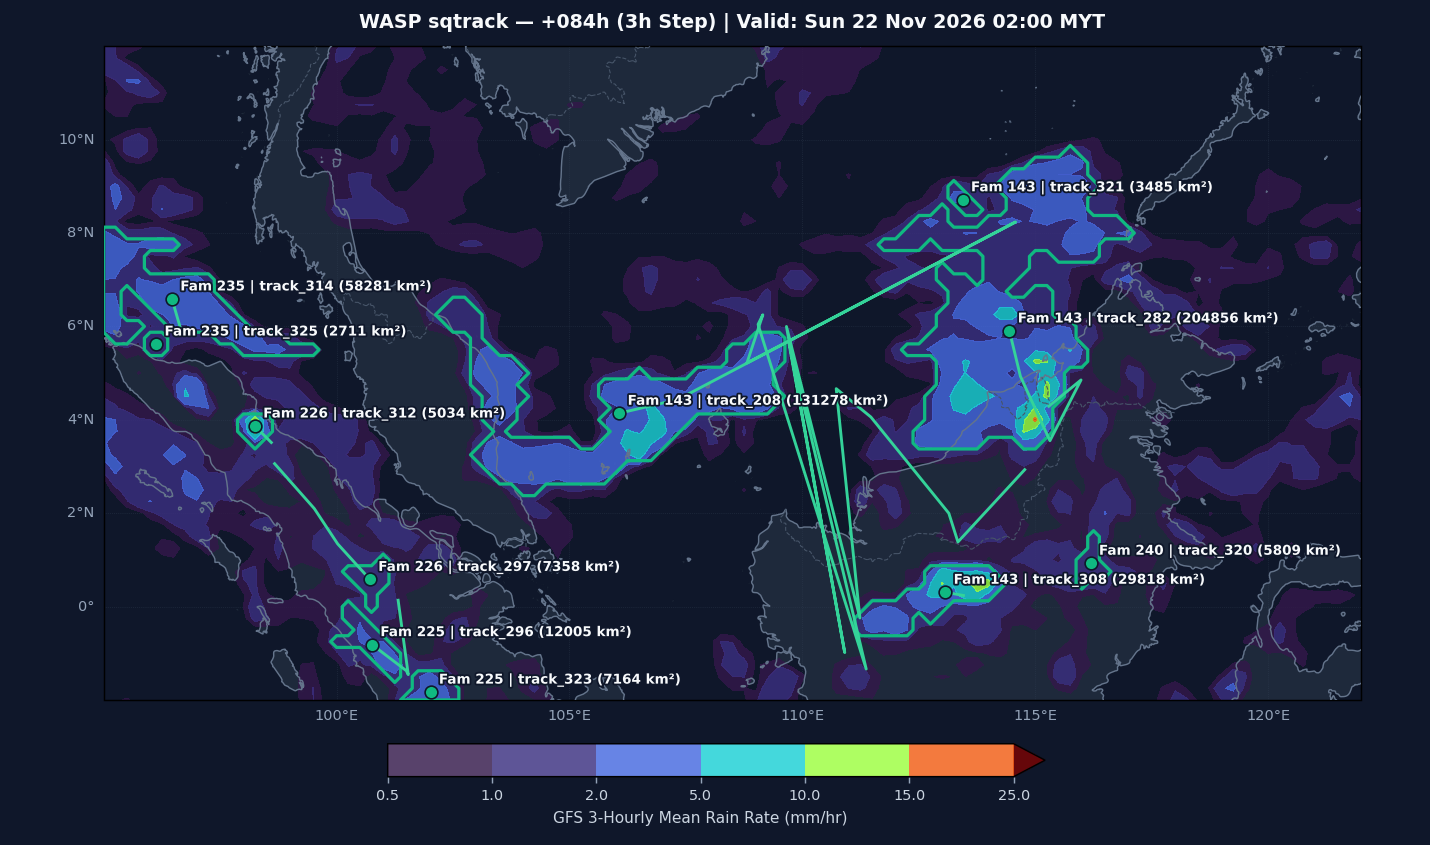 WASP sqtrack — +084h (3h Step) | Valid: Sun 22 Nov 2026 02:00 MYT
10°N
8°N
6°N
4°N
2°N
0°
Fam 143 | track_321 (3485 km²)
Fam 235 | track_314 (58281 km²)
Fam 143 | track_282 (204856 km²)
Fam 235 | track_325 (2711 km²)
Fam 143 | track_208 (131278 km²)
Fam 226 | track_312 (5034 km²)
Fam 240 | track_320 (5809 km²)
Fam 226 | track_297 (7358 km²)
Fam 143 | track_308 (29818 km²)
Fam 225 | track_296 (12005 km²)
Fam 225 | track_323 (7164 km²)
100°E 105°E 110°E 115°E 120°E
0.5 1.0 2.0 5.0 10.0 15.0 25.0
GFS 3-Hourly Mean Rain Rate (mm/hr)